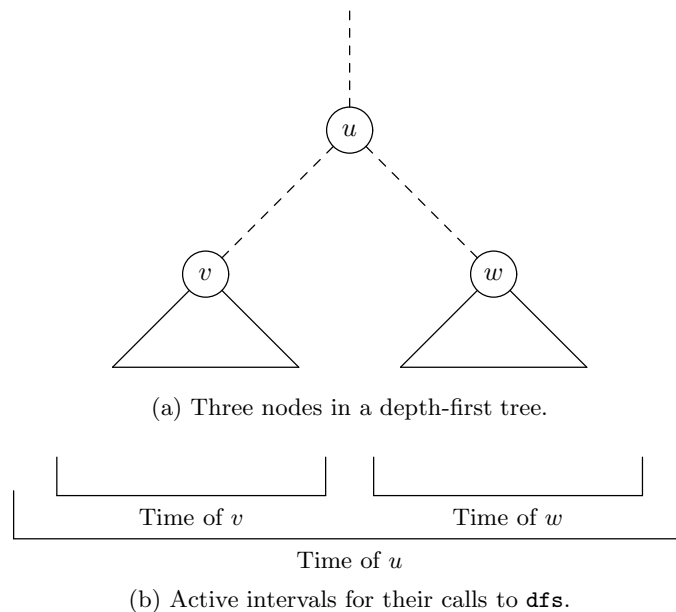 u
v w
(a) Three nodes in a depth-first tree.
Time of v Time of w
Time of u
(b) Active intervals for their calls to dfs.